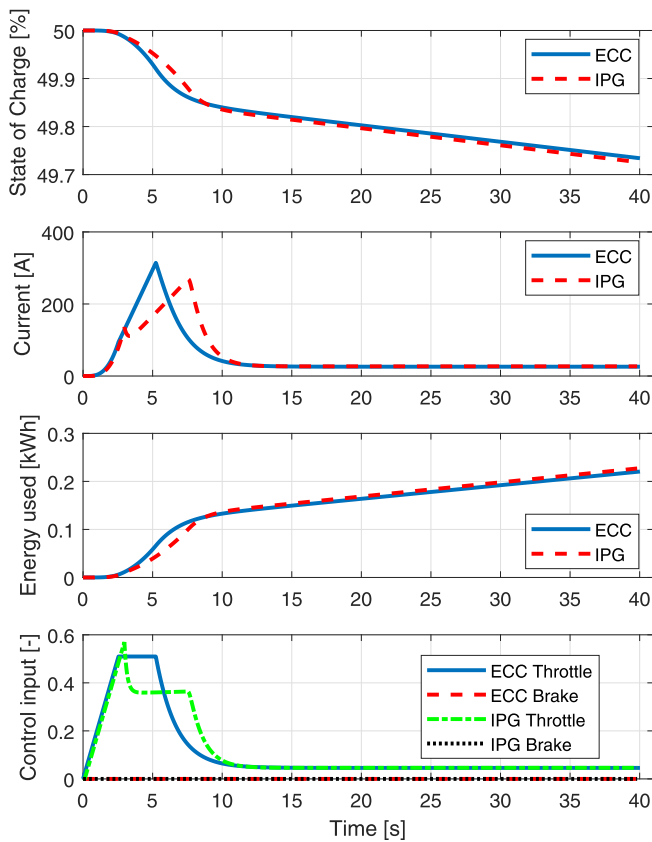 State of Charge [%]
50
49.9
49.8
49.7
0 5 10 15 20 25 30 35 40
ECC
IPG
Current [A]
400
200
0
0 5 10 15 20 25 30 35 40
ECC
IPG
Energy used [kWh]
0.3
0.2
0.1
0
0 5 10 15 20 25 30 35 40
ECC
IPG
Control input [-]
0.6
0.4
0.2
0
0 5 10 15 20 25 30 35 40
ECC Throttle
ECC Brake
IPG Throttle
IPG Brake
Time [s]